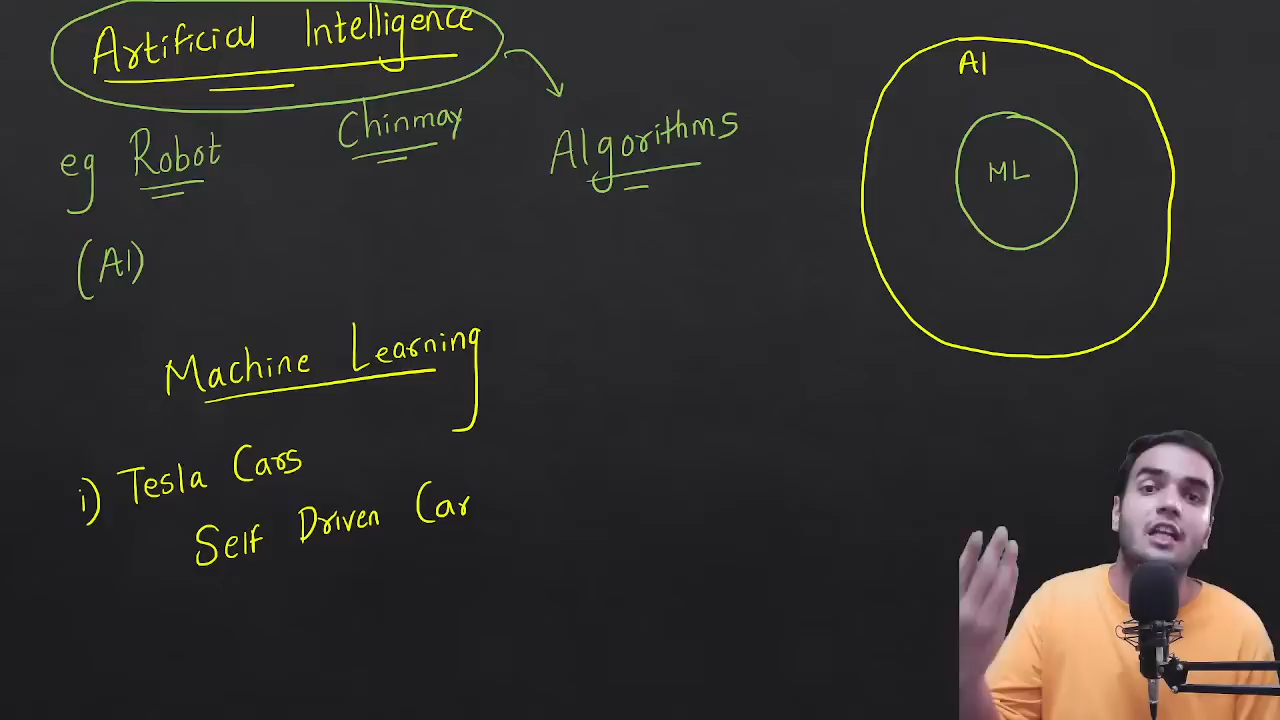 Artificial Intelligence
eg Robot
Chinmay
Algorithms
(AI)
Machine Learning
i) Tesla Cars
Self Driven Car
AI
ML